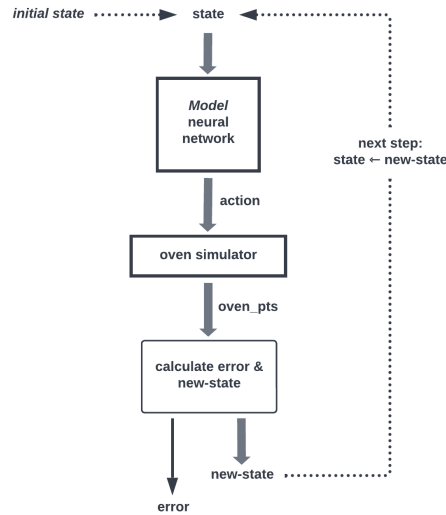 initial state
state
Model
neural
network
next step:
state ← new-state
action
oven simulator
oven_pts
calculate error &
new-state
new-state
error